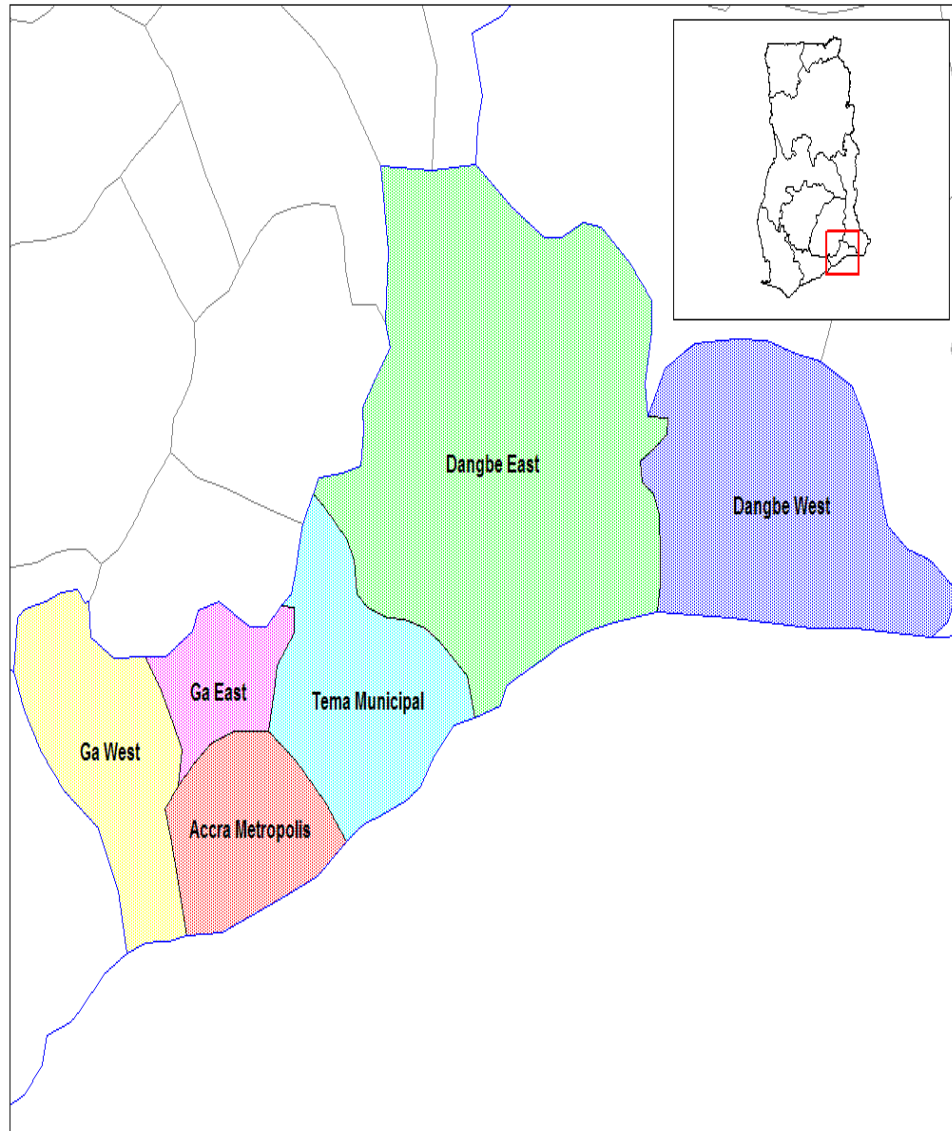 Dangbe East
Dangbe West
Ga East
Tema Municipal
Ga West
Accra Metropolis